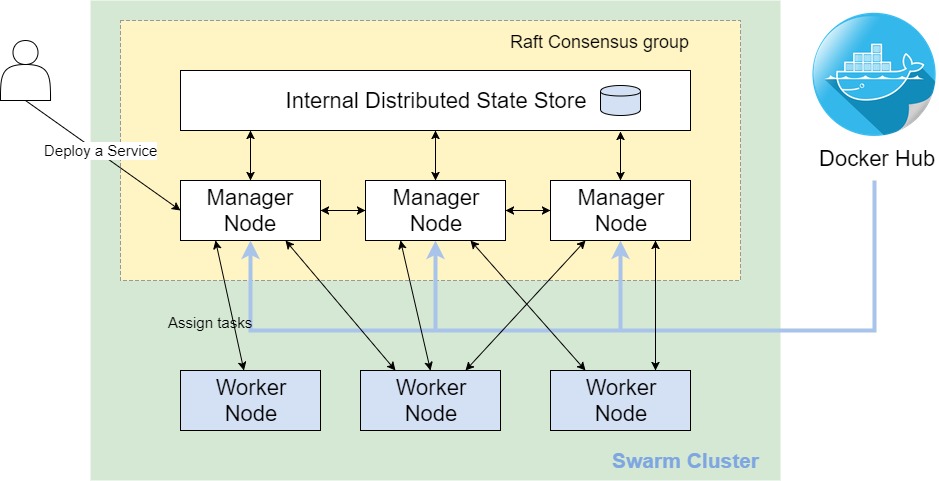 Raft Consensus group
Internal Distributed State Store
Docker Hub
Deploy a Service
Manager
Node
Manager
Node
Manager
Node
Assign tasks
Worker
Node
Worker
Node
Worker
Node
Swarm Cluster